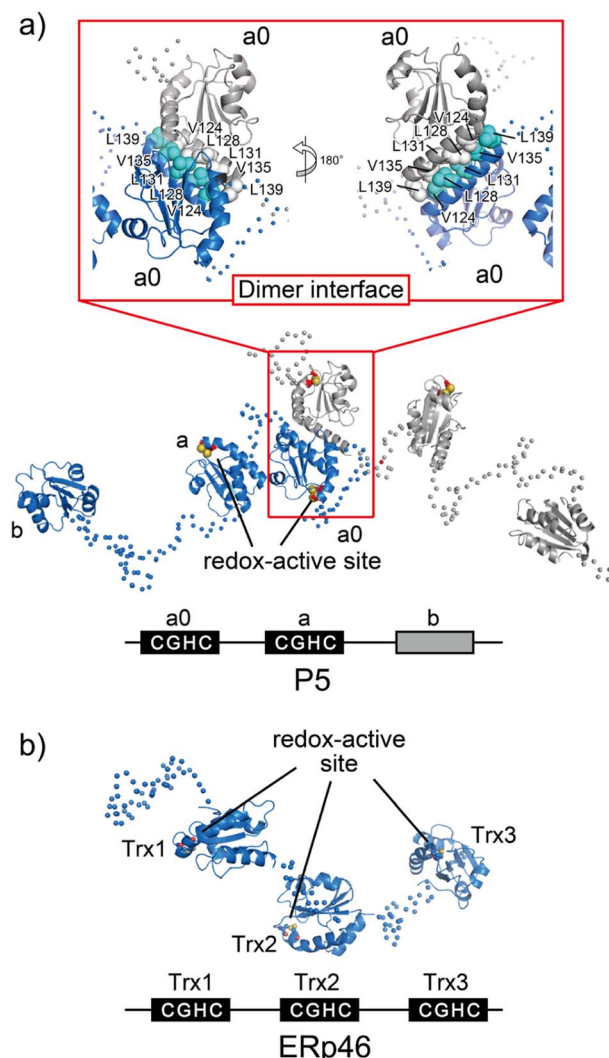 a)
a0
a0
L139
V124
L128
V135
L131
L131
V135
L128
L139
V124
180°
V124
L128
L139
L131
V135
V135
L131
L139
L128
V124
a0
a0
Dimer interface
a
b
a0
redox-active site
a0
a
b
CGHC
CGHC
P5
b)
redox-active
site
Trx1
Trx3
Trx2
Trx1
Trx2
Trx3
CGHC
CGHC
CGHC
ERp46